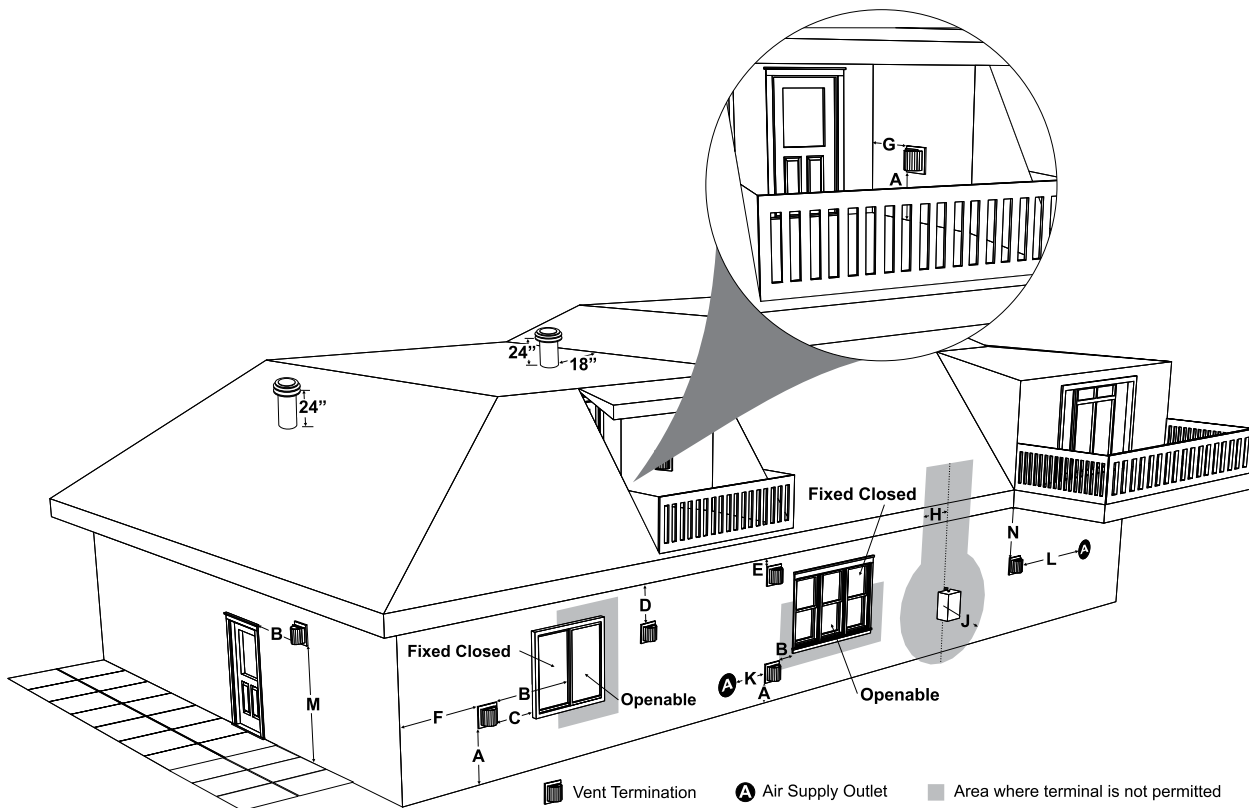 G
A
24”
18”
24”
Fixed Closed
H
N
E
L
A
D
B
J
Fixed Closed
B
B
K
A
A
Openable
Openable
M
F
C
A
Vent Termination
A Air Supply Outlet
Area where terminal is not permitted